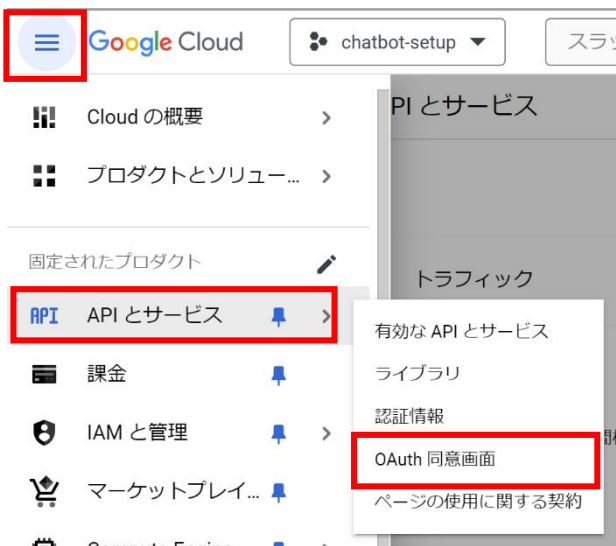 Google Cloud
chatbot-setup
スラッ
Cloud の概要
PI とサービス
プロダクトとソリュー...
固定されたプロダクト
トラフィック
API
API とサービス
有効な API とサービス
課金
ライブラリ
認証情報
IAM と管理
OAuth 同意画面
マーケットプレイ...
ページの使用に関する契約
Compute Engine